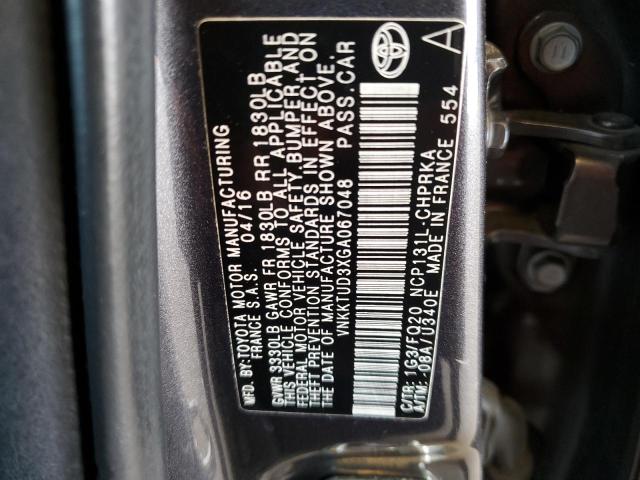 MFD. BY: TOYOTA MOTOR MANUFACTURING
FRANCE S.A.S. 04/16
GVWR 3330LB GAWR FR 1830LB RR 1830LB
THIS VEHICLE CONFORMS TO ALL APPLICABLE
FEDERAL MOTOR VEHICLE SAFETY, BUMPER, AND
THEFT PREVENTION STANDARDS IN EFFECT ON
THE DATE OF MANUFACTURE SHOWN ABOVE.
VNKKTUD3XGA067048 PASS. CAR
C/TR: 1G3/FQ20 NCP131L-CHPRKA
A/TM: -08A/U340E MADE IN FRANCE 554
A